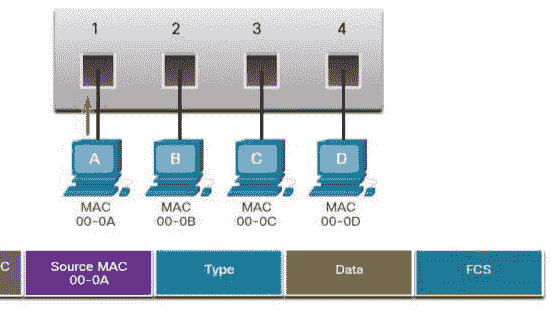 1 2 3 4
A B C D
MAC MAC MAC MAC
00-0A 00-0B 00-0C 00-0D
C
Source MAC
00-0A
Type
Data
FCS